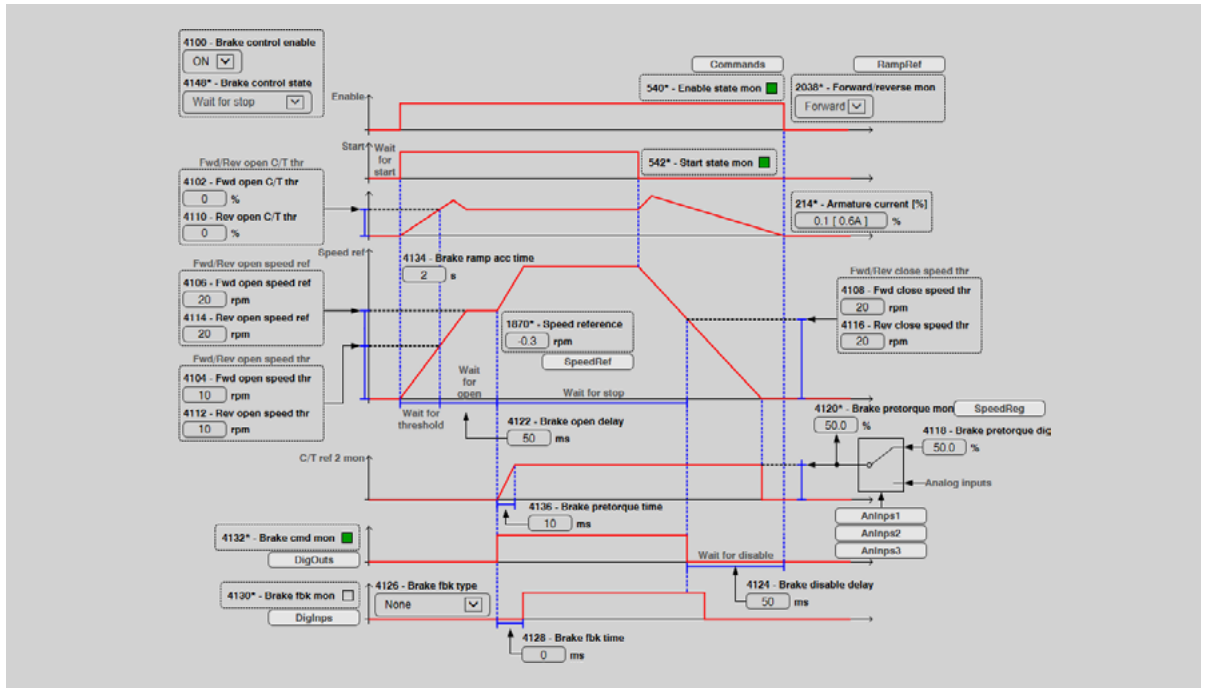 4100 - Brake control enable
ON
4148* - Brake control state
Wait for stop
Commands
RampRef
540* - Enable state mon
2038* - Forward/reverse mon
Forward
Enable
Start
Wait
for
start
542* - Start state mon
Fwd/Rev open C/T thr
4102 - Fwd open C/T thr
0 %
4110 - Rev open C/T thr
0 %
214* - Armature current [%]
0.1 [ 0.6A ] %
Speed ref
4134 - Brake ramp acc time
2 s
Fwd/Rev open speed ref
4106 - Fwd open speed ref
20 rpm
4114 - Rev open speed ref
20 rpm
Fwd/Rev close speed thr
4108 - Fwd close speed thr
20 rpm
4116 - Rev close speed thr
20 rpm
1870* - Speed reference
-0.3 rpm
SpeedRef
Fwd/Rev open speed thr
4104 - Fwd open speed thr
10 rpm
4112 - Rev open speed thr
10 rpm
Wait
for
open
Wait for stop
Wait for
threshold
4122 - Brake open delay
50 ms
4120* - Brake pretorque mon
SpeedReg
50.0 %
4118 - Brake pretorque dig
50.0 %
C/T ref 2 mon
Analog inputs
4136 - Brake pretorque time
10 ms
AnInps1
AnInps2
AnInps3
4132* - Brake cmd mon
DigOuts
Wait for disable
4124 - Brake disable delay
50 ms
4130* - Brake fbk mon
DigInps
4126 - Brake fbk type
None
4128 - Brake fbk time
0 ms